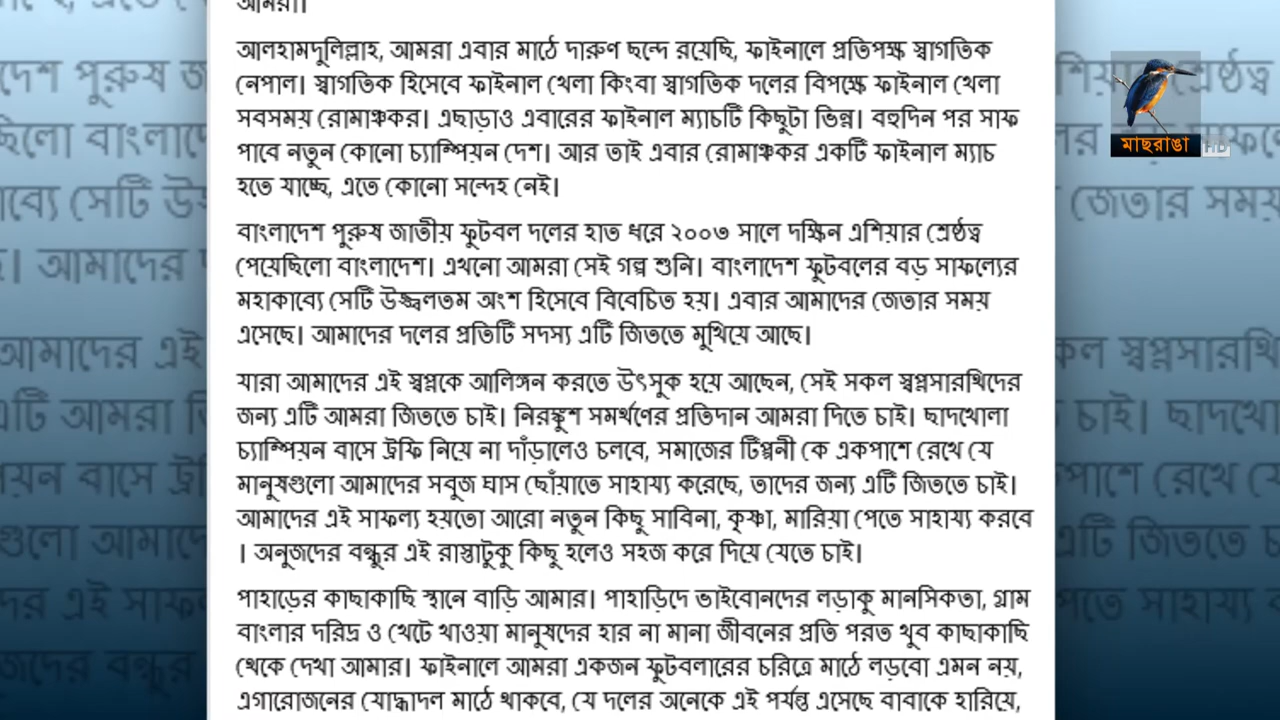 আমরা।
আলহামদুলিল্লাহ, আমরা এবার মাঠে দারুণ ছন্দে রয়েছি, ফাইনালে প্রতিপক্ষ স্বাগতিক
নেপাল। স্বাগতিক হিসেবে ফাইনাল খেলা কিংবা স্বাগতিক দলের বিপক্ষে ফাইনাল খেলা
সবসময় রোমাঞ্চকর। এছাড়াও এবারের ফাইনাল ম্যাচটি কিছুটা ভিন্ন। বহুদিন পর সাফ
পাবে নতুন কোনো চ্যাম্পিয়ন দেশ। আর তাই এবার রোমাঞ্চকর একটি ফাইনাল ম্যাচ
হতে যাচ্ছে, এতে কোনো সন্দেহ নেই।
বাংলাদেশ পুরুষ জাতীয় ফুটবল দলের হাত ধরে ২০০৩ সালে দক্ষিন এশিয়ার শ্রেষ্ঠত্ব
পেয়েছিলো বাংলাদেশ। এখনো আমরা সেই গল্প শুনি। বাংলাদেশ ফুটবলের বড় সাফল্যের
মহাকাব্যে সেটি উজ্জ্বলতম অংশ হিসেবে বিবেচিত হয়। এবার আমাদের জেতার সময়
এসেছে। আমাদের দলের প্রতিটি সদস্য এটি জিততে মুখিয়ে আছে।
যারা আমাদের এই স্বপ্নকে আলিঙ্গন করতে উৎসুক হয়ে আছেন, সেই সকল স্বপ্নসারথিদের
জন্য এটি আমরা জিততে চাই। নিরঙ্কুশ সমর্থণের প্রতিদান আমরা দিতে চাই। ছাদখোলা
চ্যাম্পিয়ন বাসে ট্রফি নিয়ে না দাঁড়ালেও চলবে, সমাজের টিপ্পনী কে একপাশে রেখে যে
মানুষগুলো আমাদের সবুজ ঘাস ছোঁয়াতে সাহায্য করেছে, তাদের জন্য এটি জিততে চাই।
আমাদের এই সাফল্য হয়তো আরো নতুন কিছু সাবিনা, কৃষ্ণা, মারিয়া পেতে সাহায্য করবে
। অনুজদের বন্ধুর এই রাস্তাটুকু কিছু হলেও সহজ করে দিয়ে যেতে চাই।
পাহাড়ের কাছাকাছি স্থানে বাড়ি আমার। পাহাড়িদে ভাইবোনদের লড়াকু মানসিকতা, গ্রাম
বাংলার দরিদ্র ও খেটে খাওয়া মানুষদের হার না মানা জীবনের প্রতি পরত খুব কাছাকাছি
থেকে দেখা আমার। ফাইনালে আমরা একজন ফুটবলারের চরিত্রে মাঠে লড়বো এমন নয়,
এগারোজনের যোদ্ধাদল মাঠে থাকবে, যে দলের অনেকে এই পর্যন্ত এসেছে বাবাকে হারিয়ে,
মাছরাঙা
HD